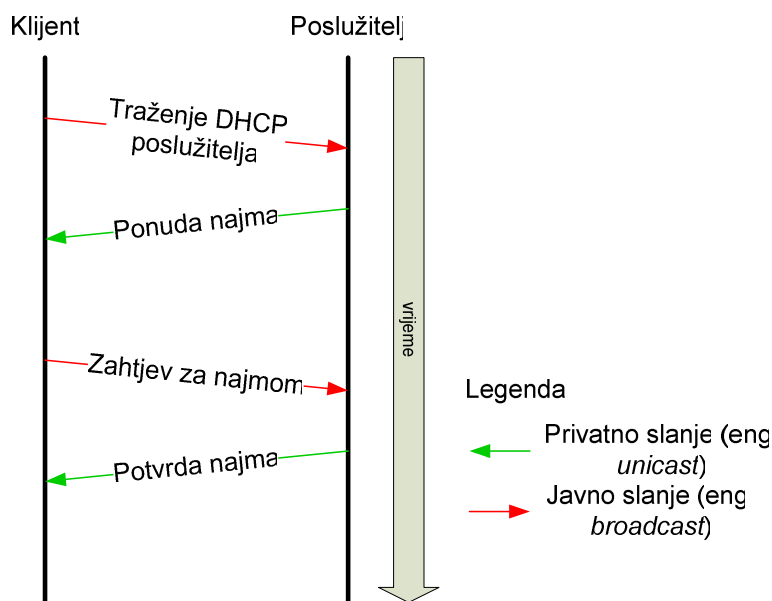 Klijent
Poslužitelj
Traženje DHCP
poslužitelja
Ponuda najma
vrijeme
Zahtjev za najmom
Legenda
Potvrda najma
Privatno slanje (eng
unicast)
Javno slanje (eng
broadcast)